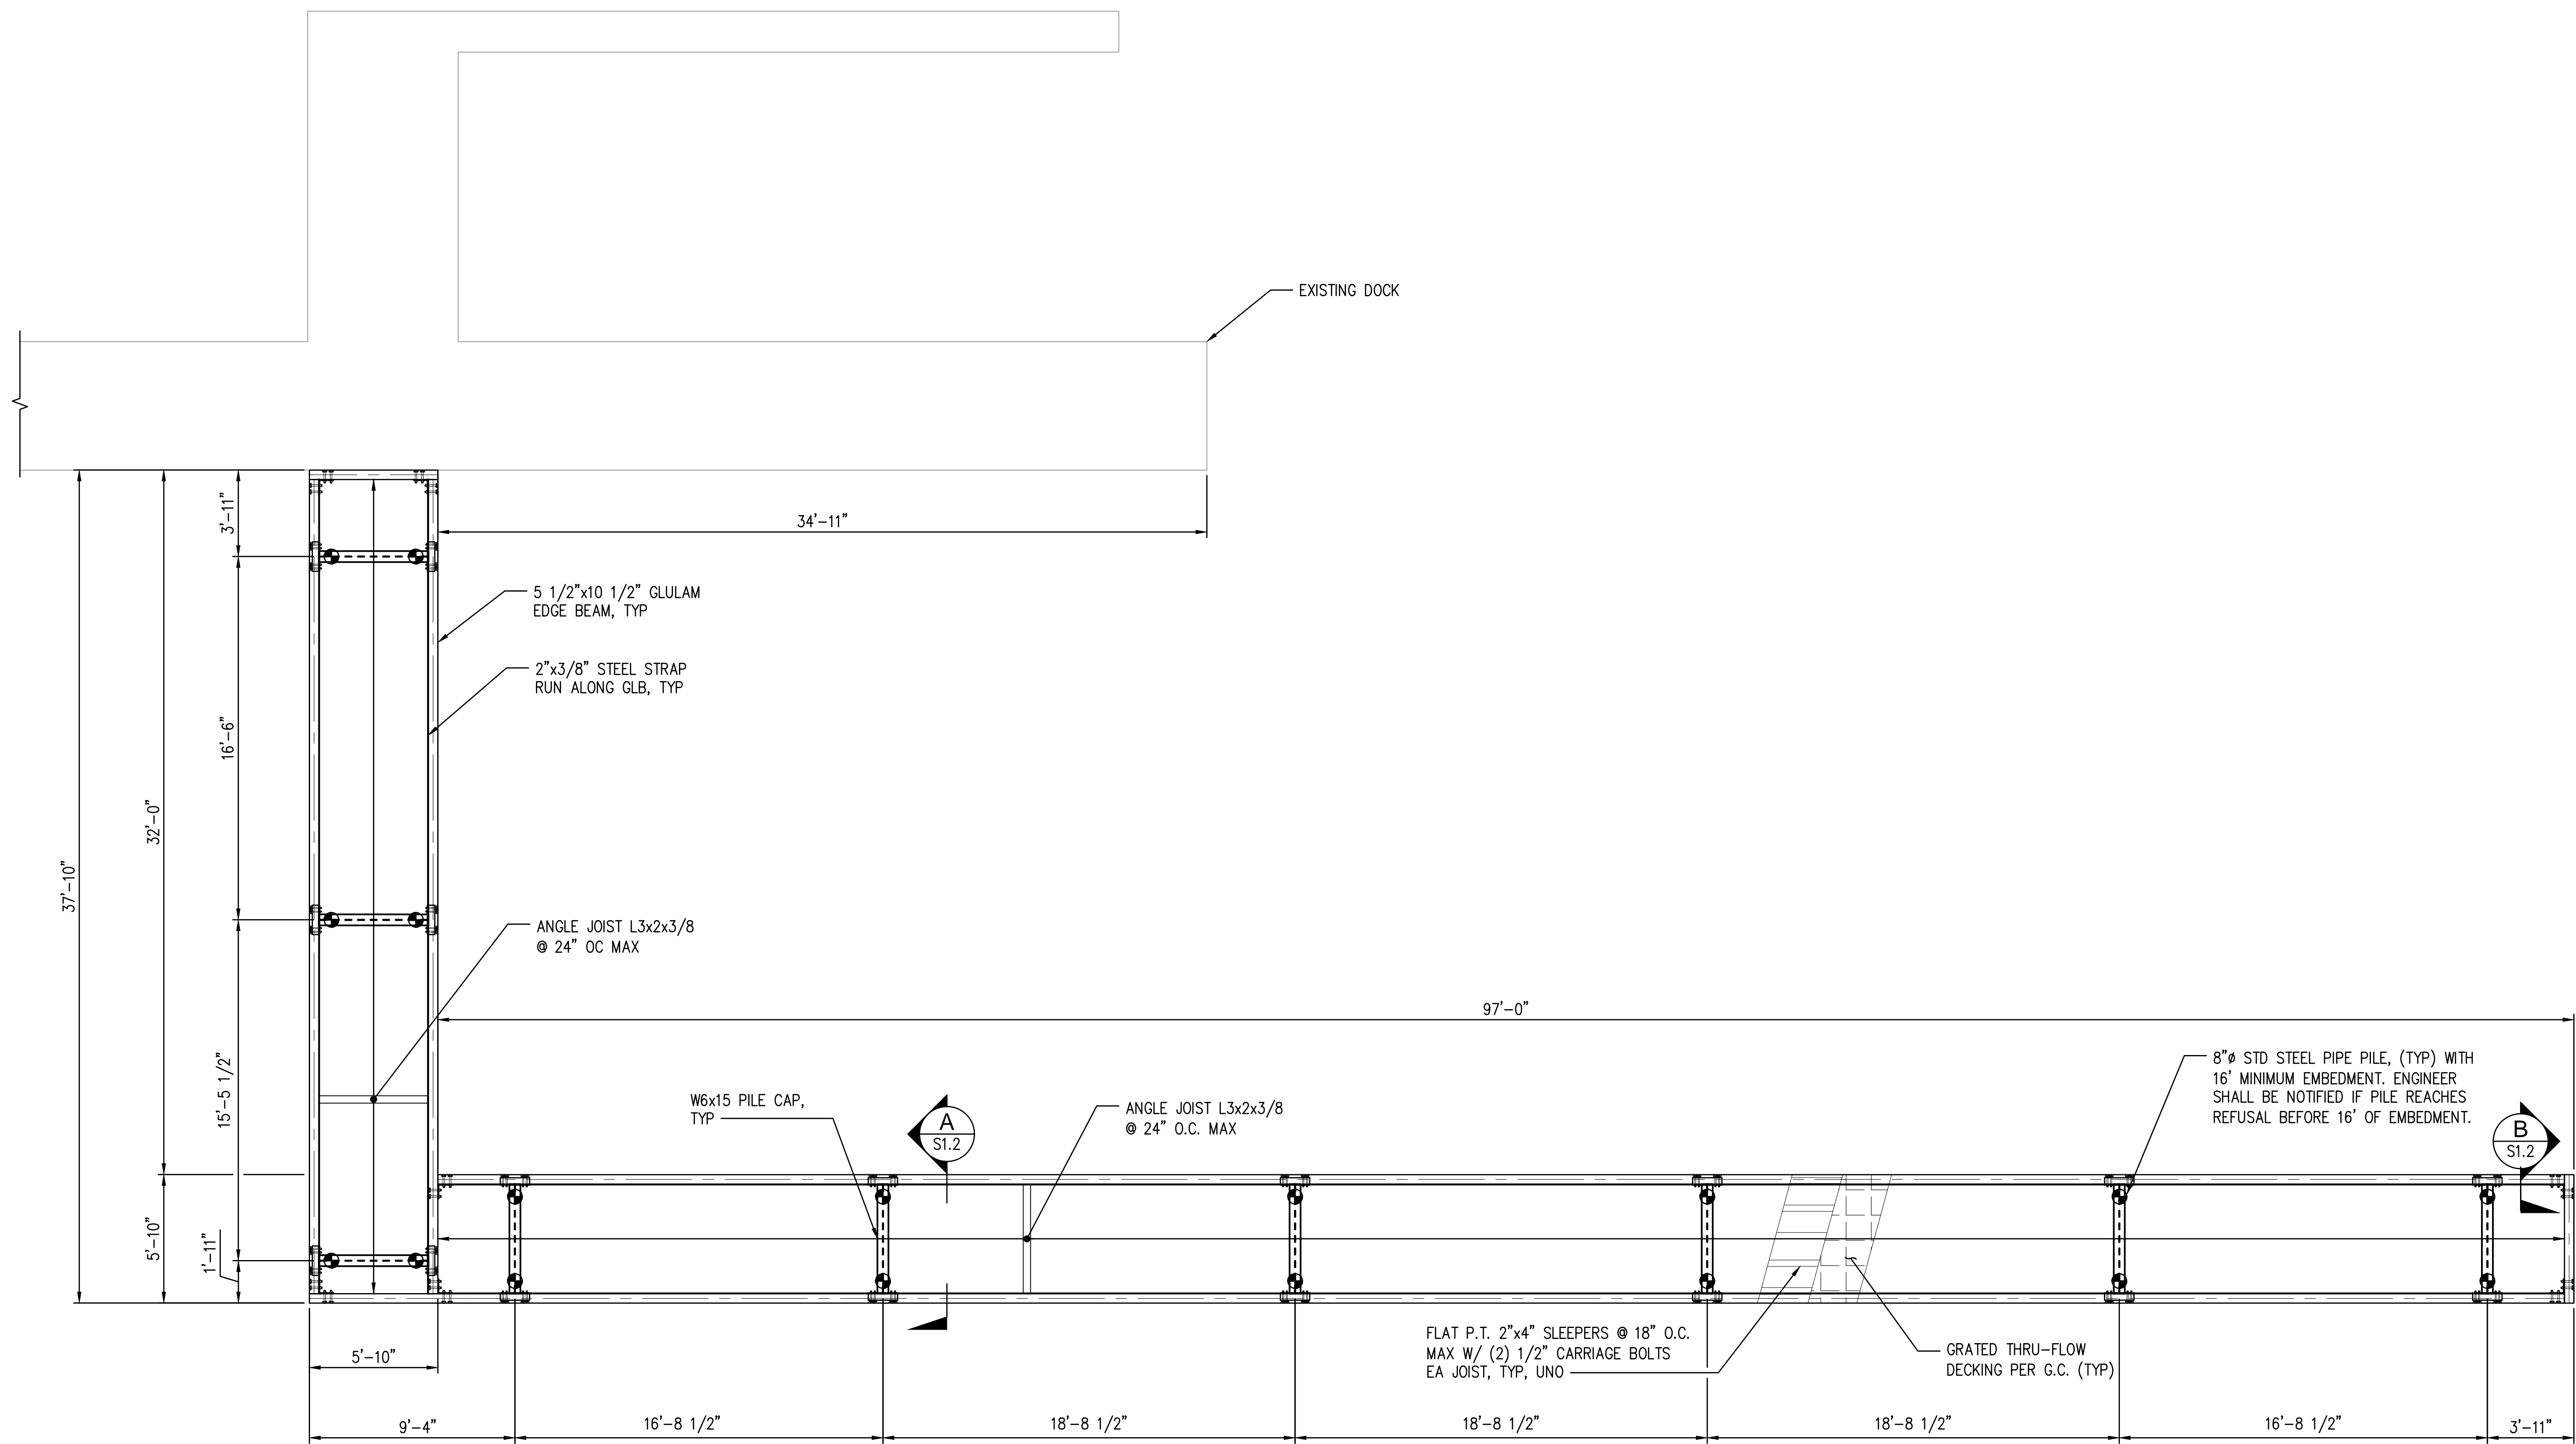 EXISTING DOCK
3'-11"
34'-11"
5 1/2"x10 1/2" GLULAM
EDGE BEAM, TYP
2"x3/8" STEEL STRAP
RUN ALONG GLB, TYP
16'-6"
32'-0"
37'-10"
ANGLE JOIST L3x2x3/8
@ 24" OC MAX
97'-0"
15'-5 1/2"
8"ø STD STEEL PIPE PILE, (TYP) WITH
16' MINIMUM EMBEDMENT. ENGINEER
SHALL BE NOTIFIED IF PILE REACHES
REFUSAL BEFORE 16' OF EMBEDMENT.
W6x15 PILE CAP,
TYP
A
S1.2
ANGLE JOIST L3x2x3/8
@ 24" O.C. MAX
B
S1.2
5'-10"
1'-11"
FLAT P.T. 2"x4" SLEEPERS @ 18" O.C.
MAX W/ (2) 1/2" CARRIAGE BOLTS
EA JOIST, TYP, UNO
GRATED THRU-FLOW
DECKING PER G.C. (TYP)
5'-10"
9'-4"
16'-8 1/2"
18'-8 1/2"
18'-8 1/2"
18'-8 1/2"
16'-8 1/2"
3'-11"